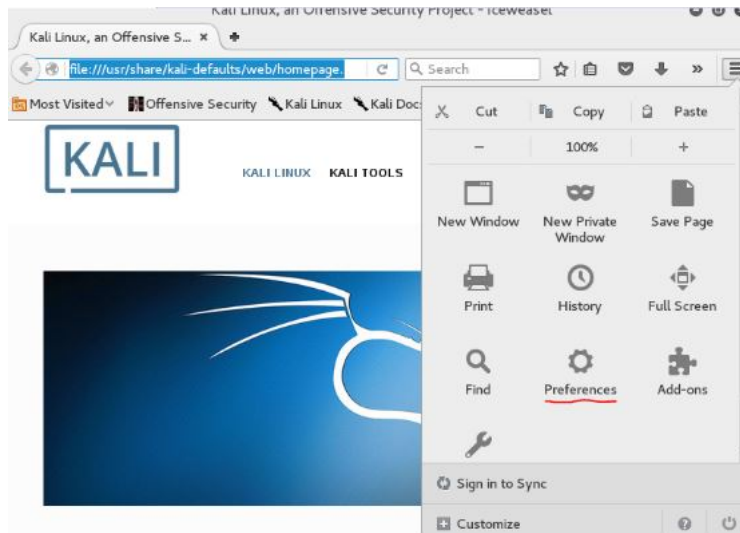 Kali Linux, an Offensive Security Project - Iceweasel
Kali Linux, an Offensive S... ×
file:///usr/share/kali-defaults/web/homepage.
Search
Most Visited
Offensive Security
Kali Linux
Kali Doc
Cut
Copy
Paste
− 100% +
KALI
KALI LINUX
KALI TOOLS
New Window
New Private
Window
Save Page
Print
History
Full Screen
Find
Preferences
Add-ons
Sign in to Sync
Customize